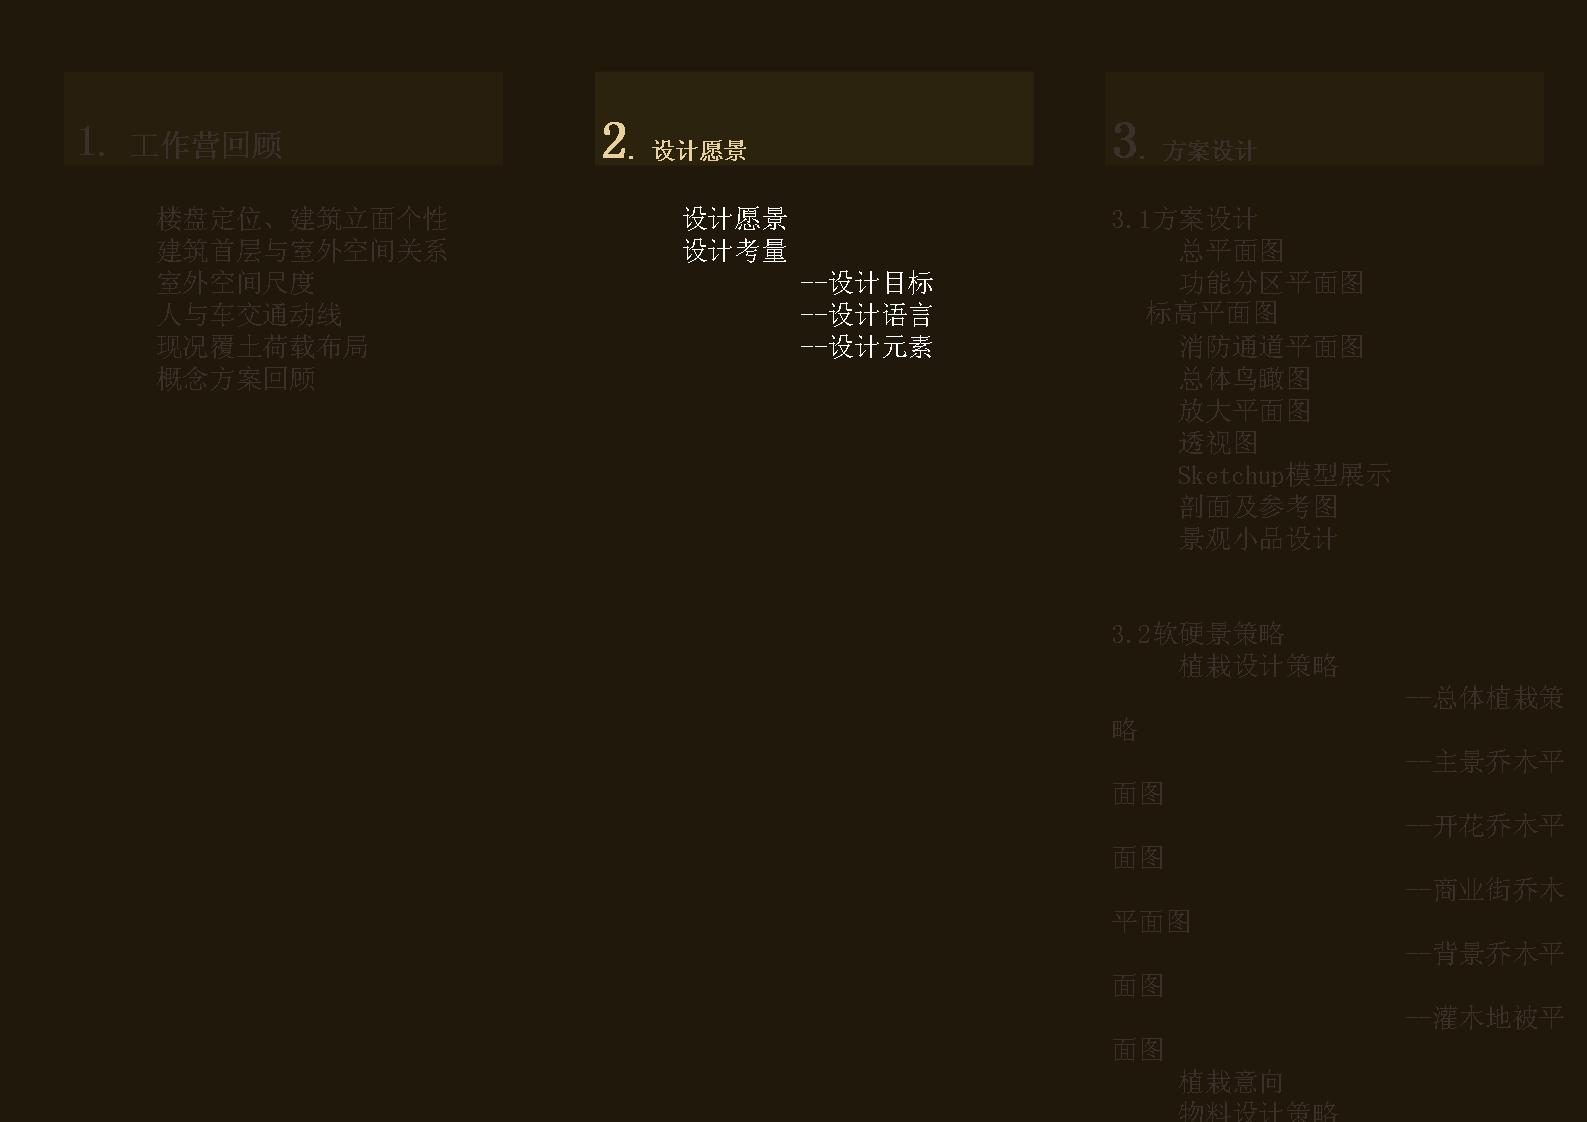 1. 工作营回顾
楼盘定位、建筑立面个性
建筑首层与室外空间关系
室外空间尺度
人与车交通动线
现况覆土荷载布局
概念方案回顾
2. 设计愿景
设计愿景
设计考量
--设计目标
--设计语言
--设计元素
3. 方案设计
3.1方案设计
总平面图
功能分区平面图
标高平面图
消防通道平面图
总体鸟瞰图
放大平面图
透视图
Sketchup模型展示
剖面及参考图
景观小品设计
3.2软硬景策略
植栽设计策略
--总体植栽策
略
--主景乔木平
面图
--开花乔木平
面图
--商业街乔木
平面图
--背景乔木平
面图
--灌木地被平
面图
植栽意向
物料设计策略